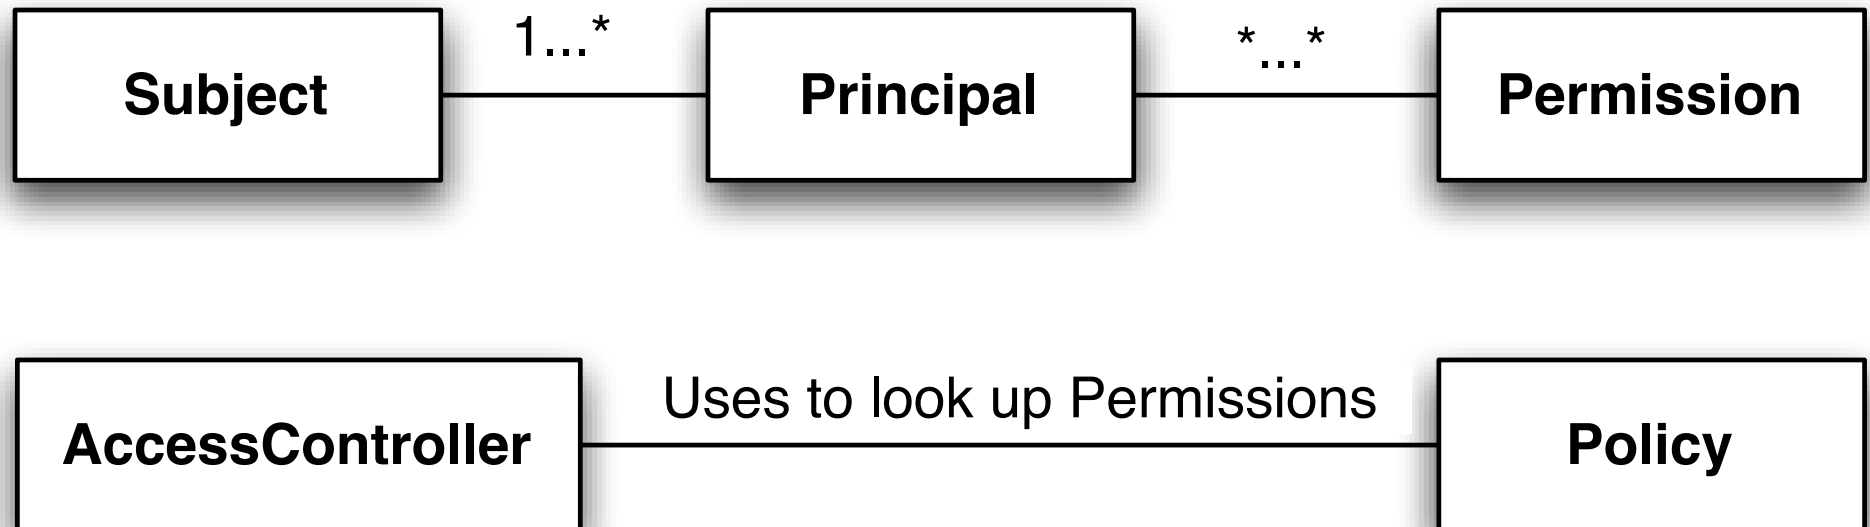 1...*
*...*
Subject
Principal
Permission
Uses to look up Permissions
AccessController
Policy